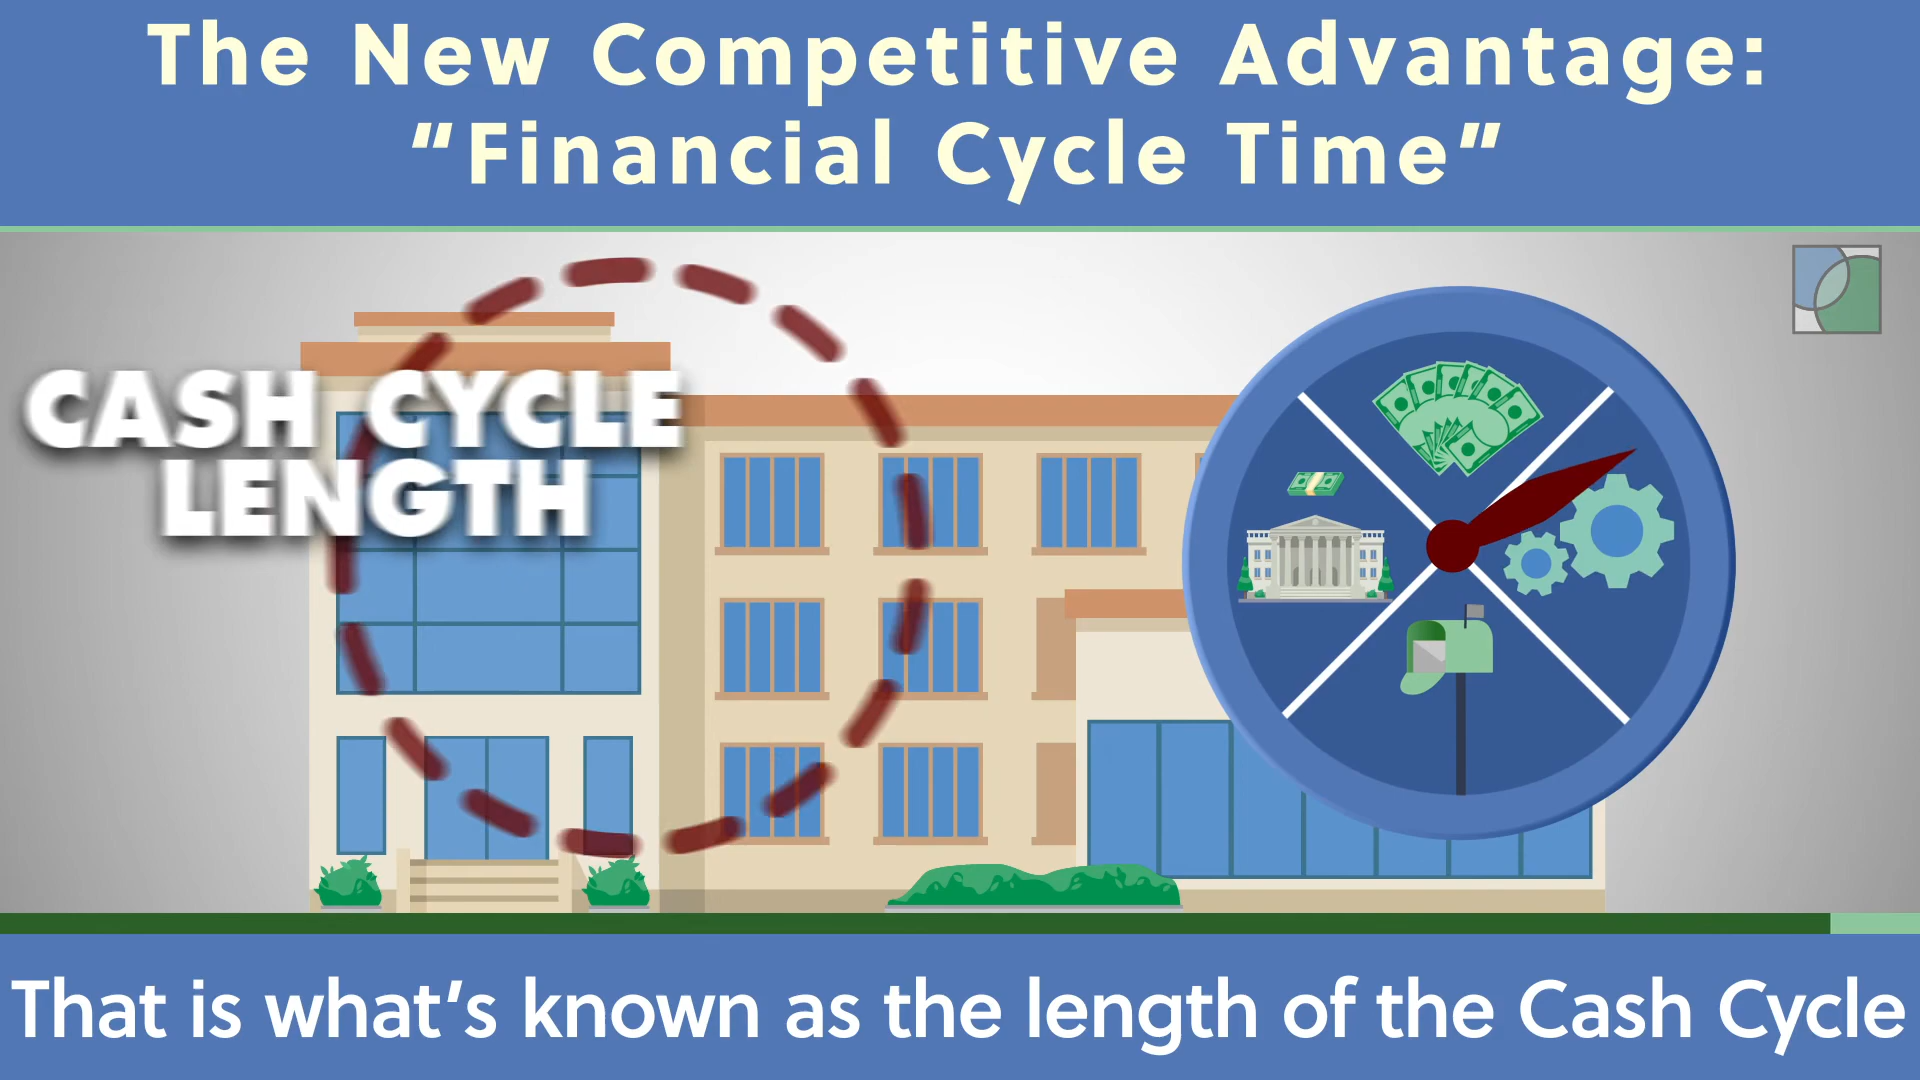 The New Competitive Advantage:
“Financial Cycle Time”
CASH CYCLE
LENGTH
That is what’s known as the length of the Cash Cycle